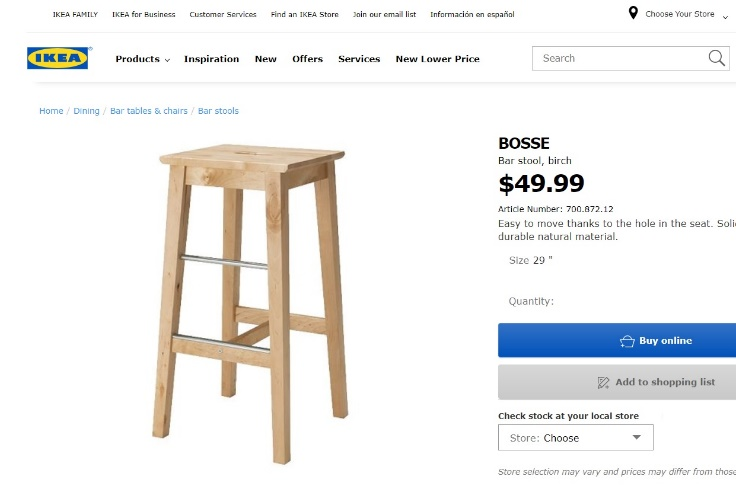 IKEA FAMILY IKEA for Business Customer Services Find an IKEA Store Join our email list Información en español Choose Your Store
IKEA ® Products Inspiration New Offers Services New Lower Price Search
Home / Dining / Bar tables & chairs / Bar stools
BOSSE
Bar stool, birch
$49.99
Article Number: 700.872.12
Easy to move thanks to the hole in the seat.
durable natural material.
Size 29 "
Quantity:
Buy online
Add to shopping list
Check stock at your local store
Store: Choose
Store selection may vary and prices may differ from